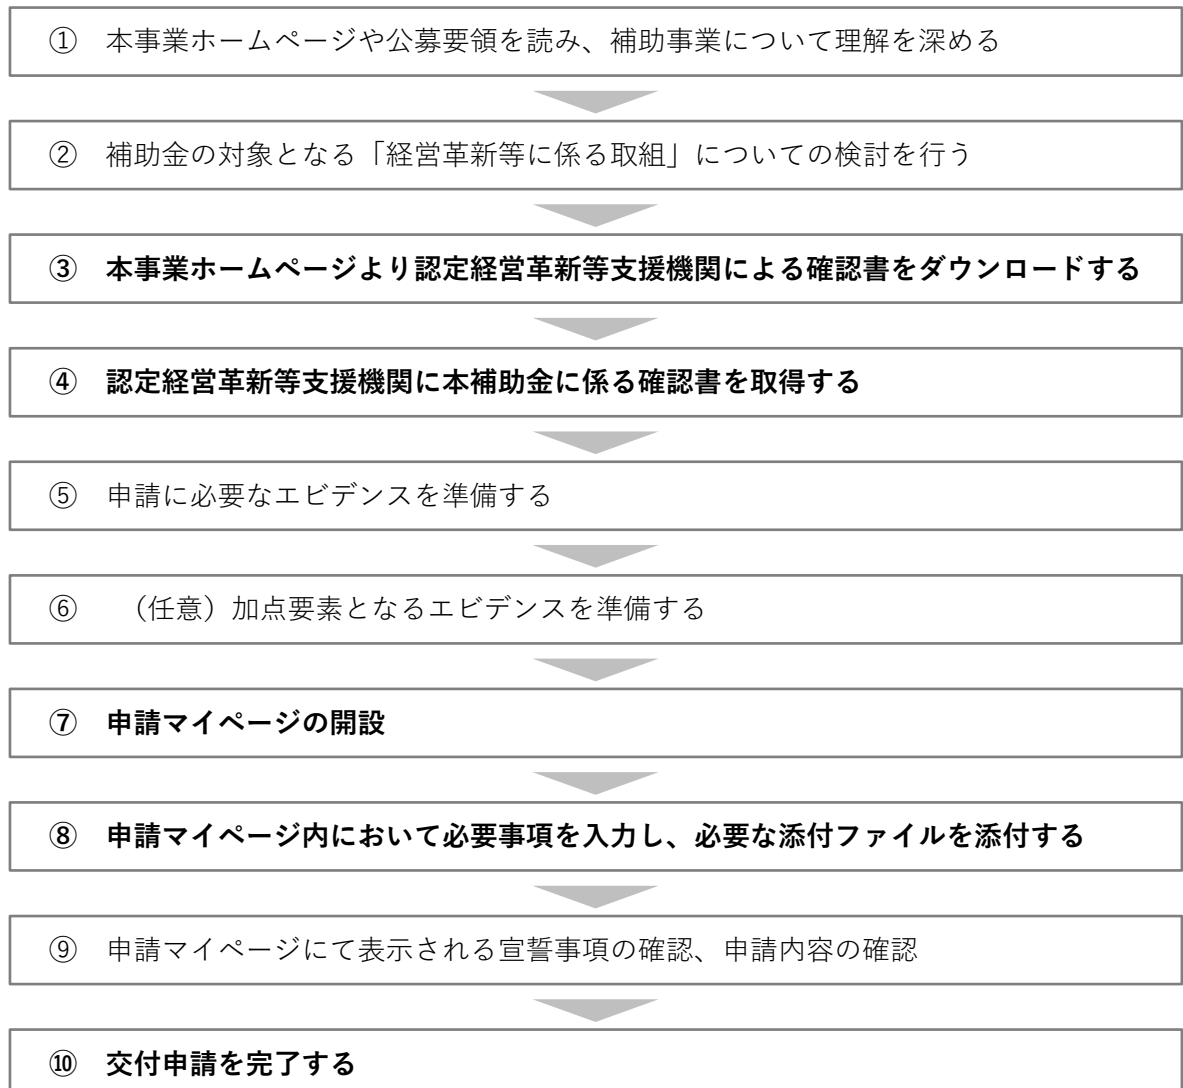 ① 本事業ホームページや公募要領を読み、補助事業について理解を深める
② 補助金の対象となる「経営革新等に係る取組」についての検討を行う
③ 本事業ホームページより認定経営革新等支援機関による確認書をダウンロードする
④ 認定経営革新等支援機関に本補助金に係る確認書を取得する
⑤ 申請に必要なエビデンスを準備する
⑥ （任意）加点要素となるエビデンスを準備する
⑦ 申請マイページの開設
⑧ 申請マイページ内において必要事項を入力し、必要な添付ファイルを添付する
⑨ 申請マイページにて表示される宣誓事項の確認、申請内容の確認
⑩ 交付申請を完了する